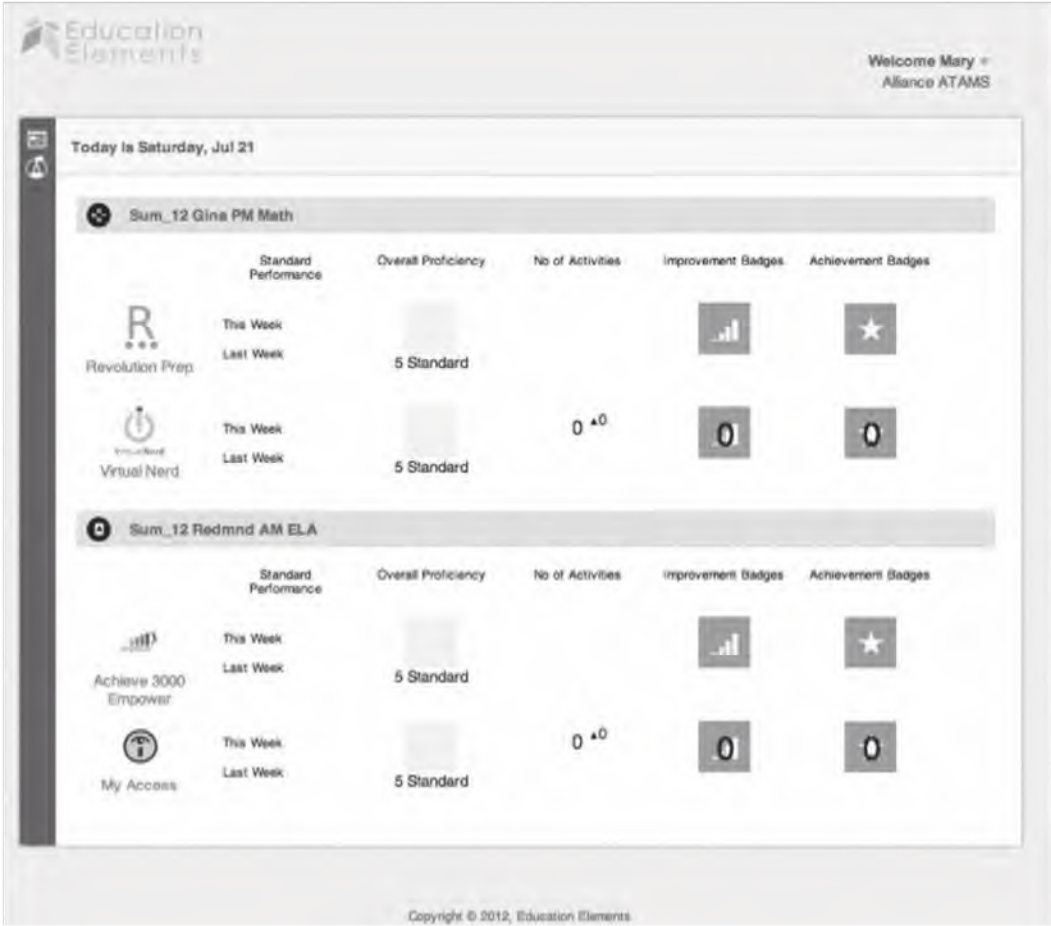 Education
Elements
Welcome Mary
Alliance ATAMS
Today is Saturday, Jul 21
Sum_12 Gina PM Math
Standard Performance
Overall Proficiency
No of Activities
Improvement Badges
Achievement Badges
R
Revolution Prep
This Week
Last Week
5 Standard
VirtualNerd
Virtual Nerd
This Week
Last Week
5 Standard
0 ▲0
0
0
Sum_12 Redmnd AM ELA
Standard Performance
Overall Proficiency
No of Activities
Improvement Badges
Achievement Badges
Achieve 3000
Empower
This Week
Last Week
5 Standard
My Access
This Week
Last Week
5 Standard
0 ▲0
0
0
Copyright © 2012, Education Elements